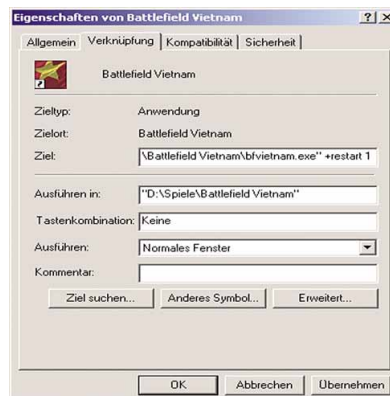 Eigenschaften von Battlefield Vietnam
Allgemein Verknüpfung Kompatibilität Sicherheit
Battlefield Vietnam
Zieltyp: Anwendung
Zielort: Battlefield Vietnam
Ziel: \Battlefield Vietnam\bfvietnam.exe" +restart 1
Ausführen in: "D:\Spiele\Battlefield Vietnam"
Tastenkombination: Keine
Ausführen: Normales Fenster
Kommentar:
Ziel suchen... Anderes Symbol... Erweitert...
OK Abbrechen Übernehmen